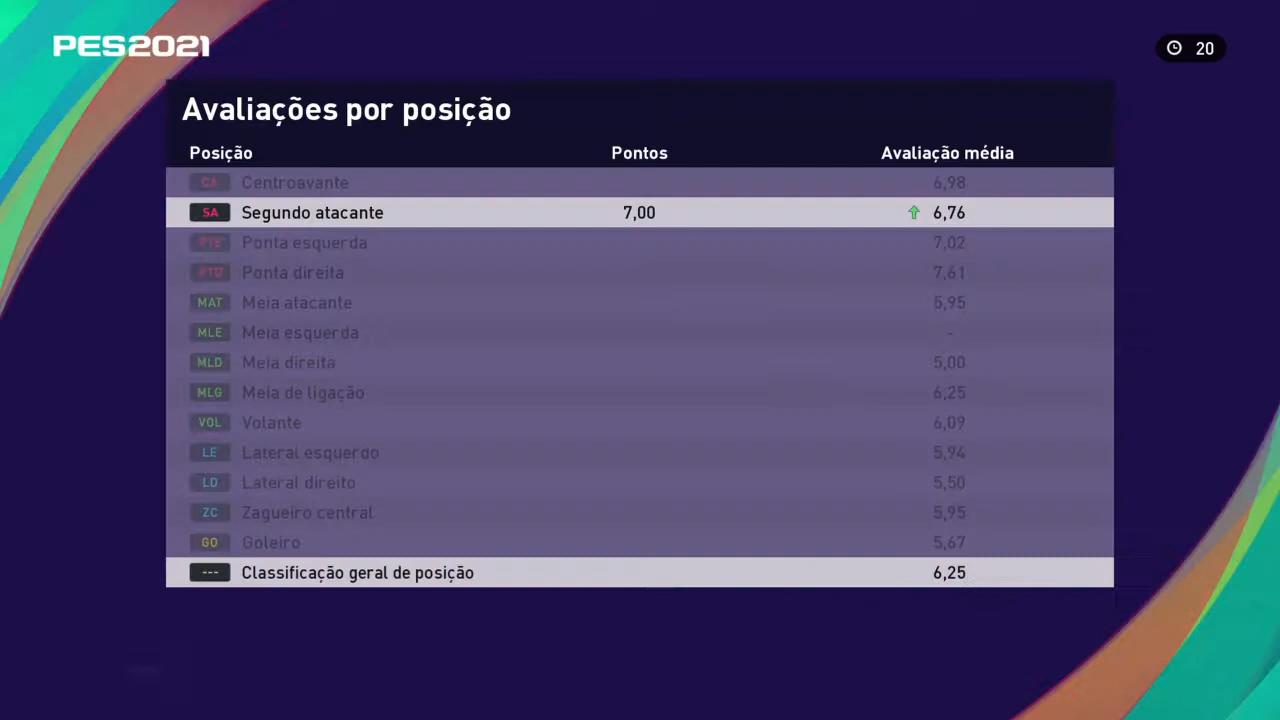 PES2021
20
Avaliações por posição
Posição Pontos Avaliação média
CA Centroavante 6,98
SA Segundo atacante 7,00 6,76
PTE Ponta esquerda 7,02
PTD Ponta direita 7,61
MAT Meia atacante 5,95
MLE Meia esquerda -
MLD Meia direita 5,00
MLG Meia de ligação 6,25
VOL Volante 6,09
LE Lateral esquerdo 5,94
LD Lateral direito 5,50
ZC Zagueiro central 5,95
GO Goleiro 5,67
--- Classificação geral de posição 6,25